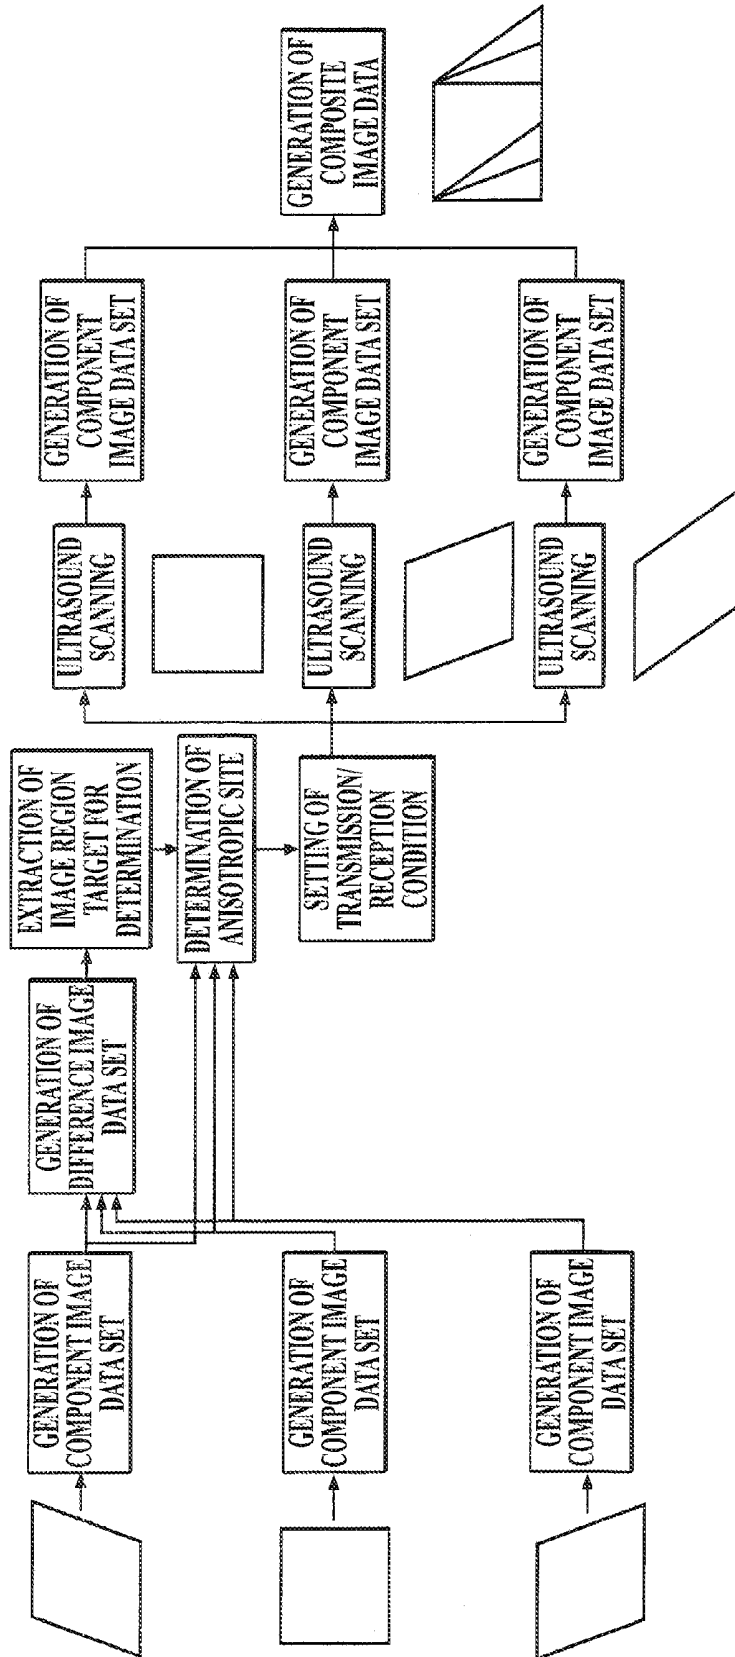 GENERATION OF
COMPONENT IMAGE
DATA SET
GENERATION OF
COMPONENT IMAGE
DATA SET
GENERATION OF
COMPONENT IMAGE
DATA SET
GENERATION OF
DIFFERENCE IMAGE
DATA SET
EXTRACTION OF
IMAGE REGION
TARGET FOR
DETERMINATION
DETERMINATION OF
ANISOTROPIC SITE
SETTING OF
TRANSMISSION/
RECEPTION
CONDITION
ULTRASOUND
SCANNING
ULTRASOUND
SCANNING
ULTRASOUND
SCANNING
GENERATION OF
COMPONENT
IMAGE DATA SET
GENERATION OF
COMPONENT
IMAGE DATA SET
GENERATION OF
COMPONENT
IMAGE DATA SET
GENERATION OF
COMPOSITE
IMAGE DATA